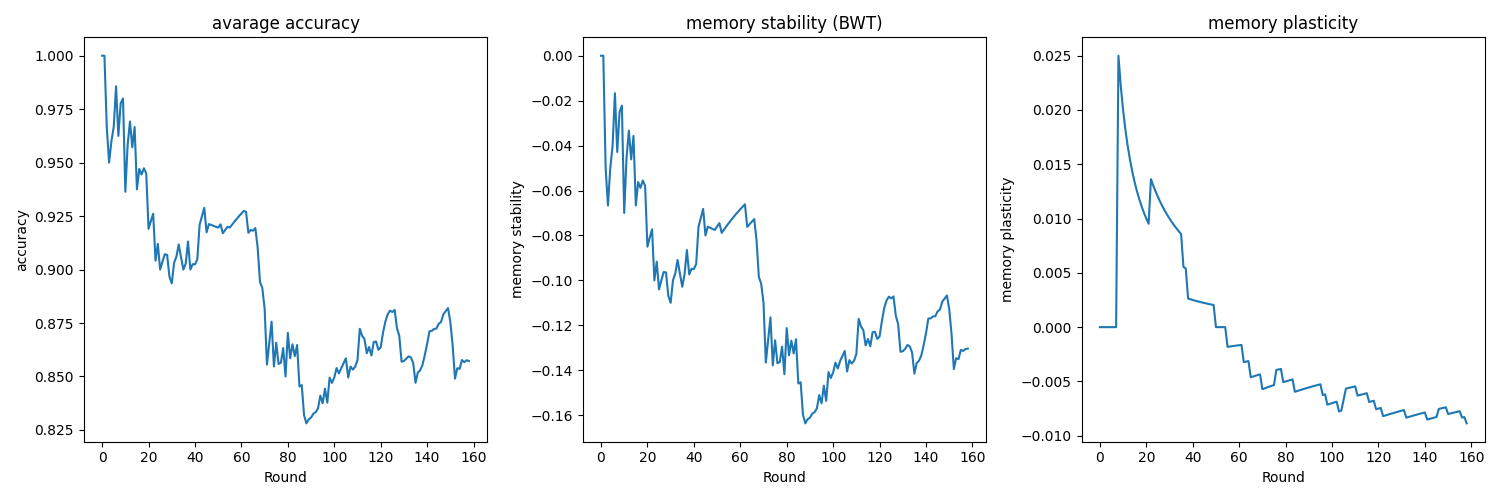 avarage accuracy
accuracy
1.000
0.975
0.950
0.925
0.900
0.875
0.850
0.825
0 20 40 60 80 100 120 140 160
Round
memory stability (BWT)
memory stability
0.00
−0.02
−0.04
−0.06
−0.08
−0.10
−0.12
−0.14
−0.16
0 20 40 60 80 100 120 140 160
Round
memory plasticity
memory plasticity
0.025
0.020
0.015
0.010
0.005
0.000
−0.005
−0.010
0 20 40 60 80 100 120 140 160
Round